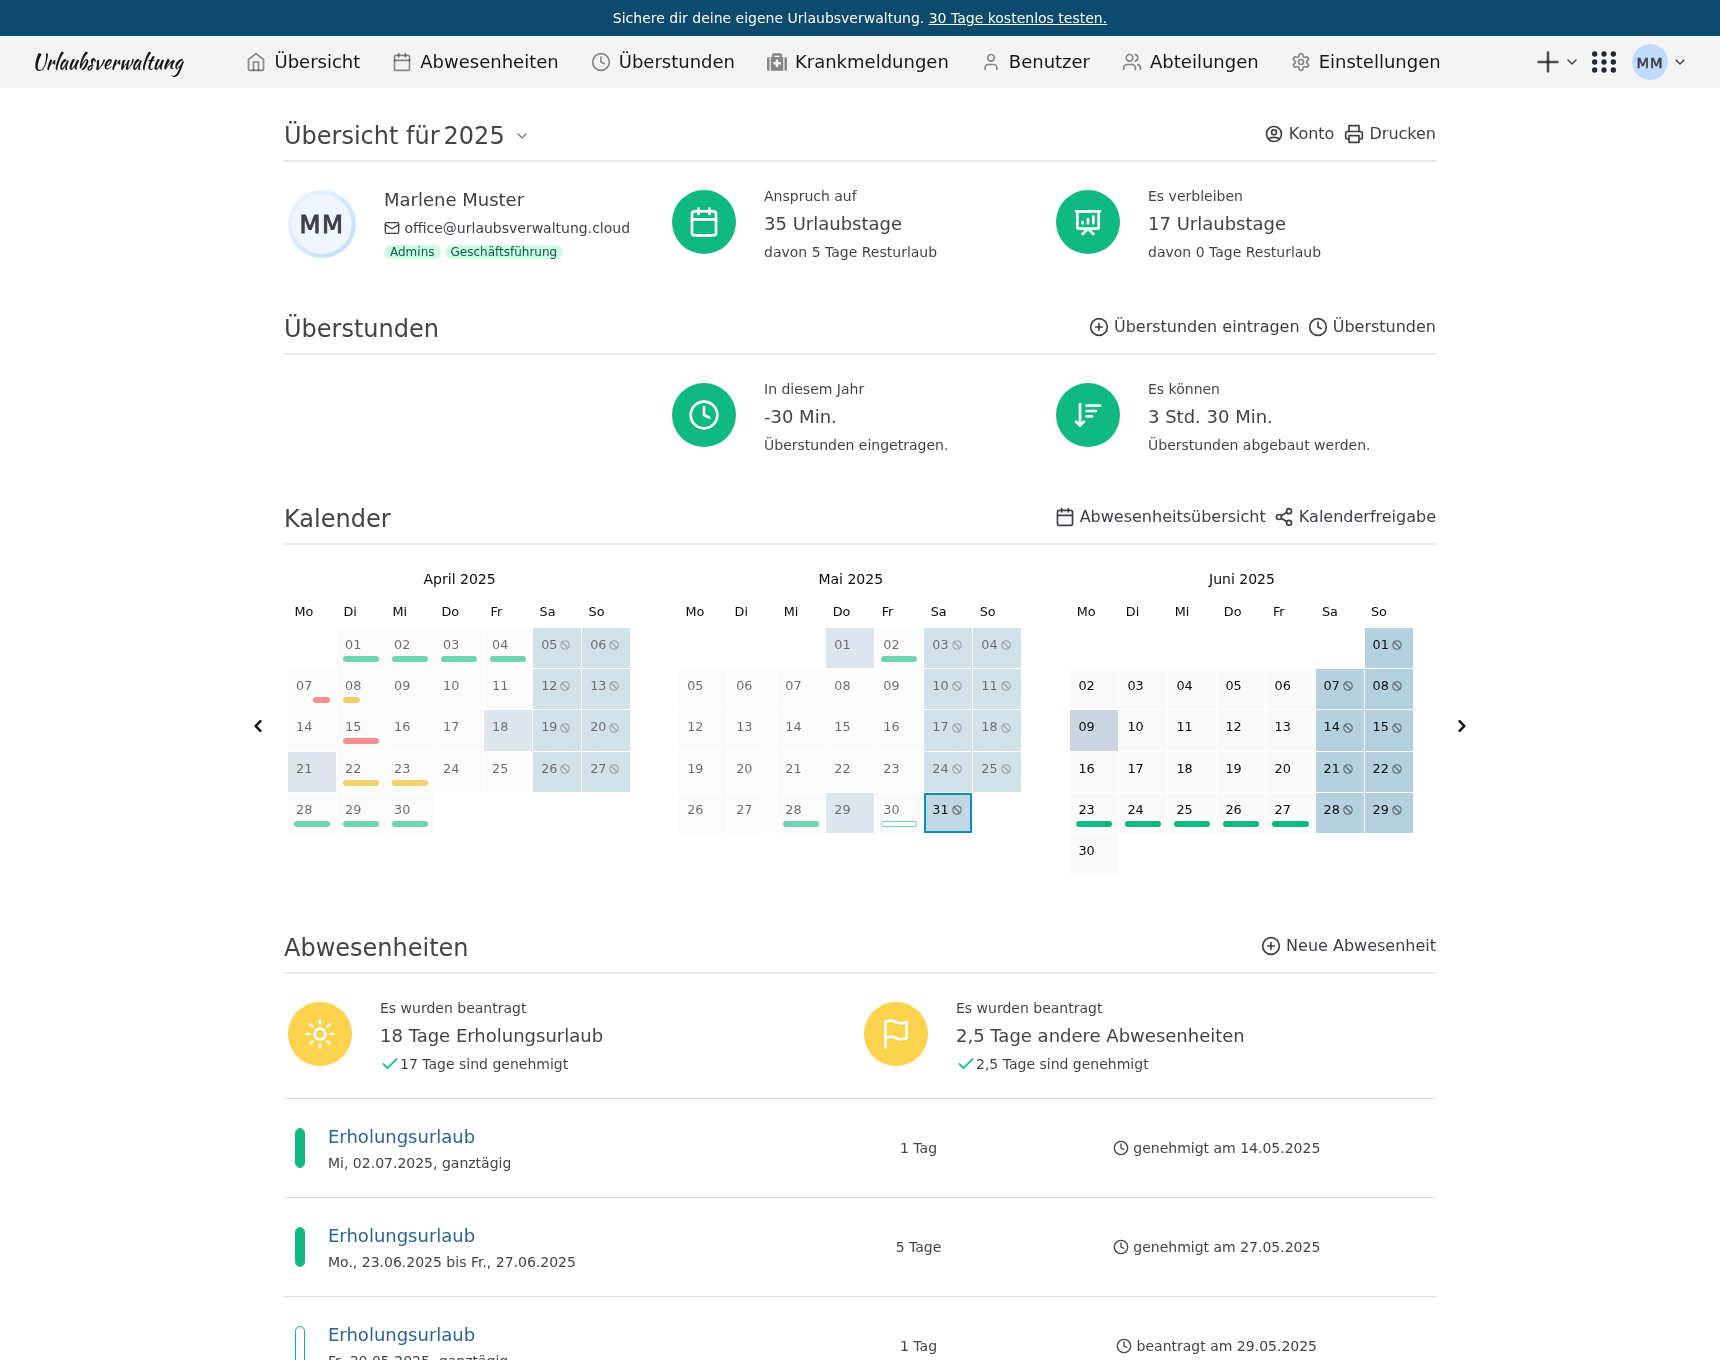 Sichere dir deine eigene Urlaubsverwaltung. 30 Tage kostenlos testen.
Urlaubsverwaltung Übersicht Abwesenheiten Überstunden Krankmeldungen Benutzer Abteilungen Einstellungen MM
Übersicht für 2025 Konto Drucken
MM
Marlene Muster
office@urlaubsverwaltung.cloud
Admins Geschäftsführung
Anspruch auf
35 Urlaubstage
davon 5 Tage Resturlaub
Es verbleiben
17 Urlaubstage
davon 0 Tage Resturlaub
Überstunden Überstunden eintragen Überstunden
In diesem Jahr
-30 Min.
Überstunden eingetragen.
Es können
3 Std. 30 Min.
Überstunden abgebaut werden.
Kalender Abwesenheitsübersicht Kalenderfreigabe
April 2025
Mo Di Mi Do Fr Sa So
01 02 03 04 05 06
07 08 09 10 11 12 13
14 15 16 17 18 19 20
21 22 23 24 25 26 27
28 29 30
Mai 2025
Mo Di Mi Do Fr Sa So
01 02 03 04
05 06 07 08 09 10 11
12 13 14 15 16 17 18
19 20 21 22 23 24 25
26 27 28 29 30 31
Juni 2025
Mo Di Mi Do Fr Sa So
01
02 03 04 05 06 07 08
09 10 11 12 13 14 15
16 17 18 19 20 21 22
23 24 25 26 27 28 29
30
Abwesenheiten Neue Abwesenheit
Es wurden beantragt
18 Tage Erholungsurlaub
17 Tage sind genehmigt
Es wurden beantragt
2,5 Tage andere Abwesenheiten
2,5 Tage sind genehmigt
Erholungsurlaub
Mi, 02.07.2025, ganztägig
1 Tag
genehmigt am 14.05.2025
Erholungsurlaub
Mo., 23.06.2025 bis Fr., 27.06.2025
5 Tage
genehmigt am 27.05.2025
Erholungsurlaub
Fr, 30.05.2025, ganztägig
1 Tag
beantragt am 29.05.2025